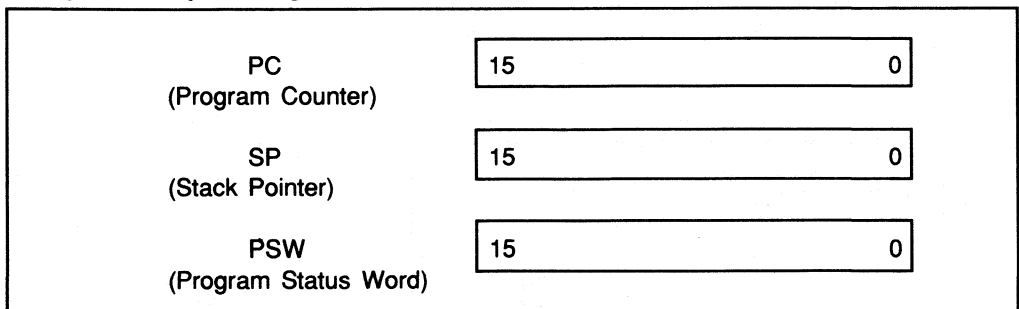 PC 15 0
(Program Counter)
SP 15 0
(Stack Pointer)
PSW 15 0
(Program Status Word)